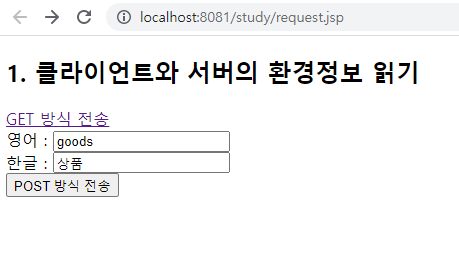 localhost:8081/study/request.jsp
1. 클라이언트와 서버의 환경정보 읽기
GET 방식 전송
영어 : goods
한글 : 상품
POST 방식 전송